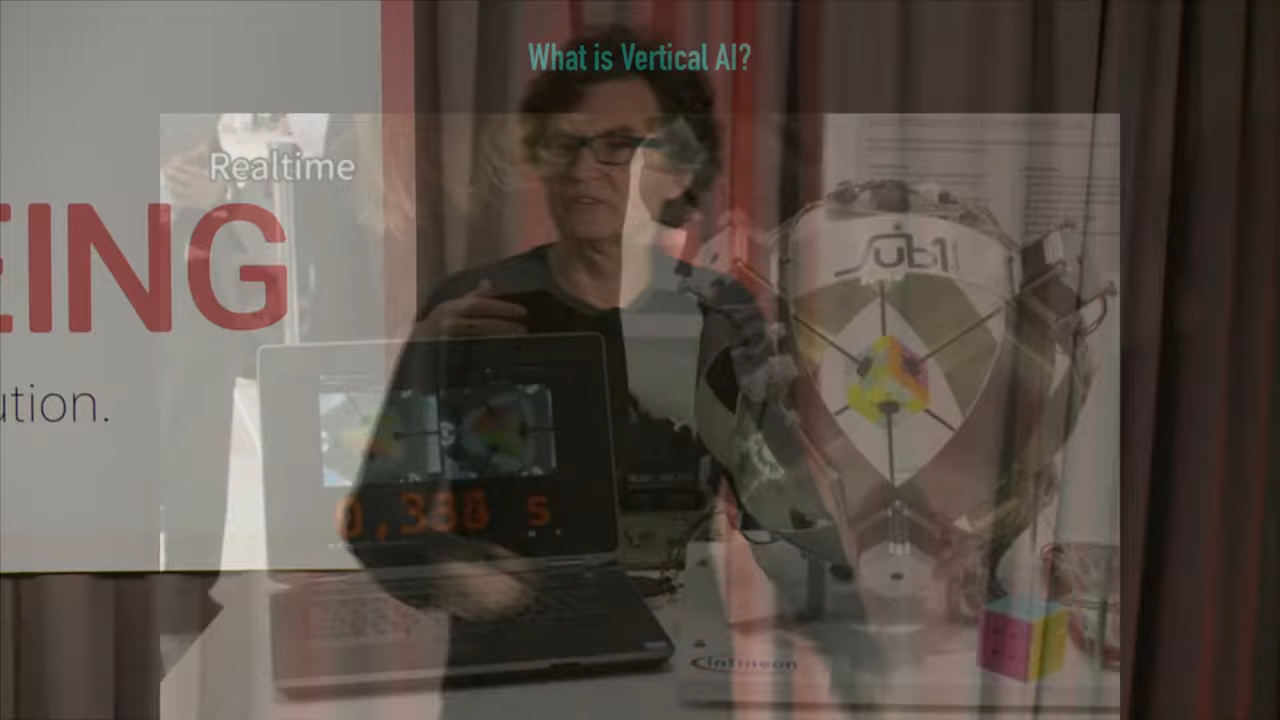 What is Vertical AI?
Realtime
EING
ution.
sub1
0,388 s
infineon